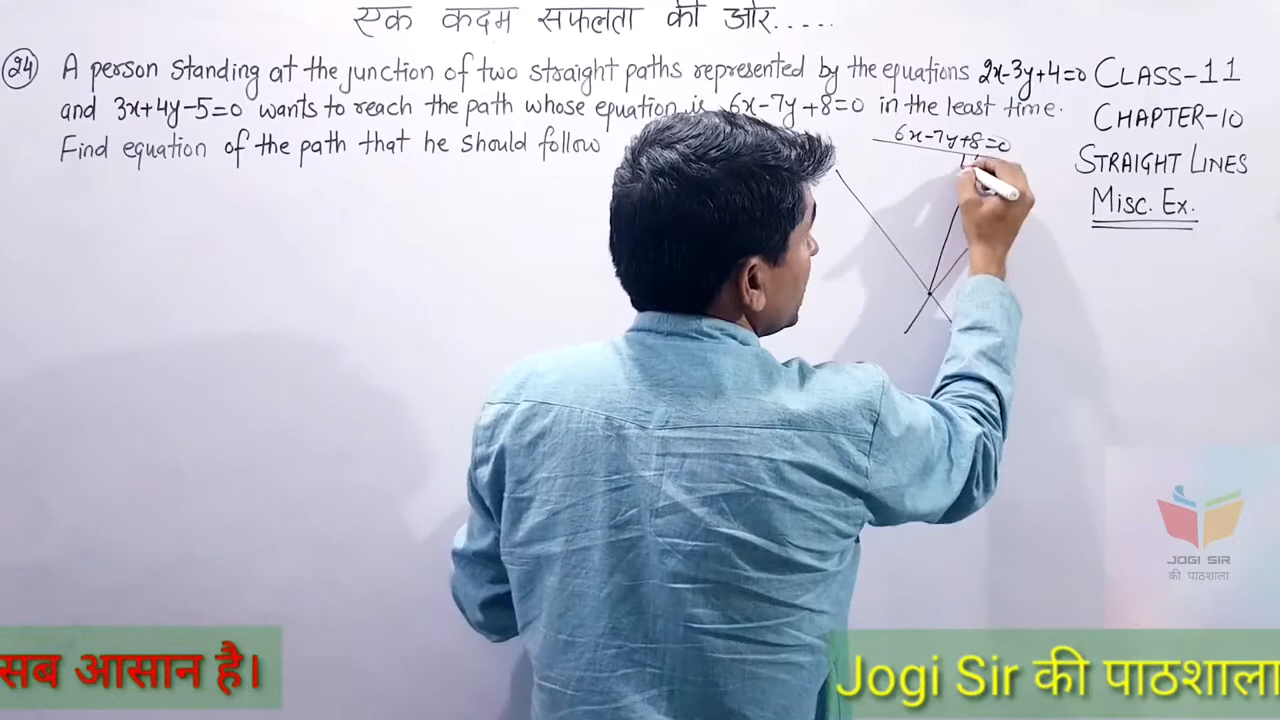 एक कदम सफलता की ओर.....
(24) A person standing at the junction of two straight paths represented by the equations 2x-3y+4=0
and 3x+4y-5=0 wants to reach the path whose equation is 6x-7y+8=0 in the least time.
Find equation of the path that he should follow
6x-7y+8=0
CLASS-11
CHAPTER-10
STRAIGHT LINES
Misc. Ex.
JOGI SIR
की पाठशाला
सब आसान है।
Jogi Sir की पाठशाला